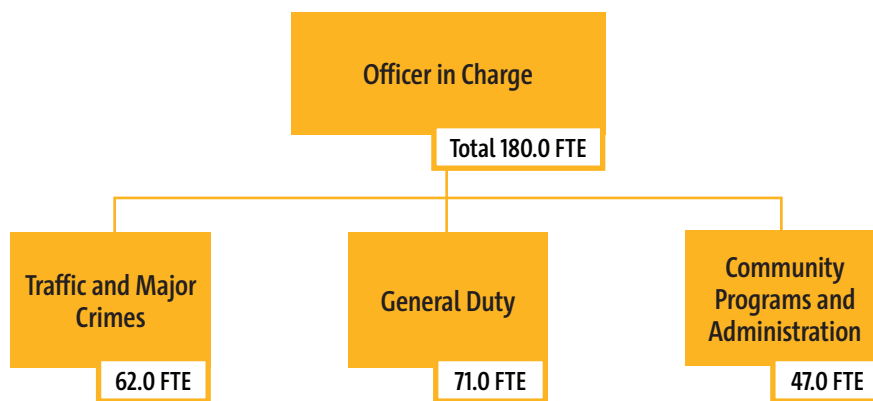 Officer in Charge
Total 180.0 FTE
Traffic and Major
Crimes
62.0 FTE
General Duty
71.0 FTE
Community
Programs and
Administration
47.0 FTE